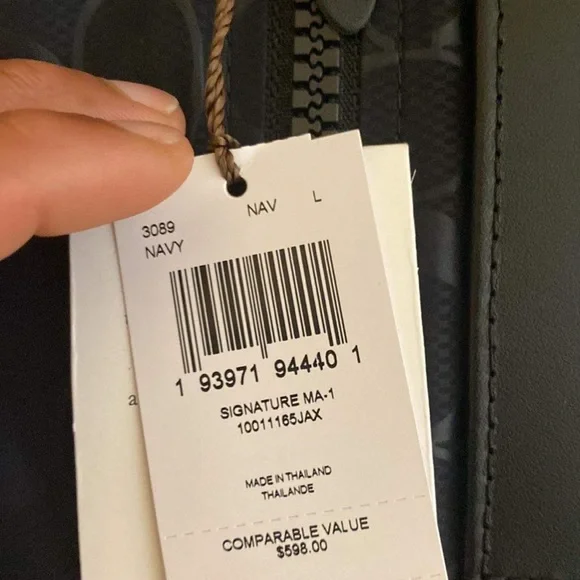 NAV L
3089
NAVY
1 93971 94440 1
SIGNATURE MA-1
10011165JAX
MADE IN THAILAND
THAILANDE
COMPARABLE VALUE
$598.00
a